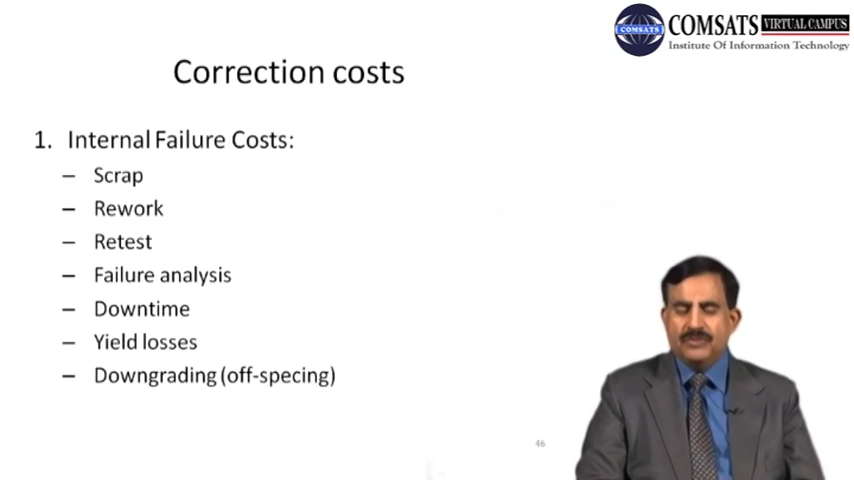 COMSATS VIRTUAL CAMPUS
COMSATS
Institute Of Information Technology
Correction costs
1. Internal Failure Costs:
– Scrap
– Rework
– Retest
– Failure analysis
– Downtime
– Yield losses
– Downgrading (off-specing)
46